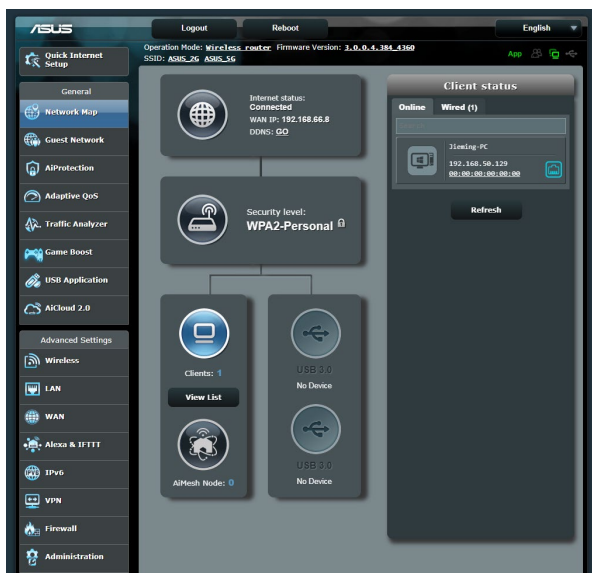 ASUS
Logout
Reboot
English
Operation Mode: Wireless router Firmware Version: 3.0.0.4.384_4360
SSID: ASUS_2G ASUS_5G
App
Quick Internet
Setup
General
Network Map
Guest Network
AiProtection
Adaptive QoS
Traffic Analyzer
Game Boost
USB Application
AiCloud 2.0
Advanced Settings
Wireless
LAN
WAN
Alexa & IFTTT
IPv6
VPN
Firewall
Administration
Internet status:
Connected
WAN IP: 192.168.66.8
DDNS: GO
Security level:
WPA2-Personal
Clients: 1
View List
AiMesh Node: 0
USB 3.0
No Device
USB 3.0
No Device
Client status
Online
Wired (1)
Jieming-PC
192.168.50.129
00:00:00:00:00:00
Refresh